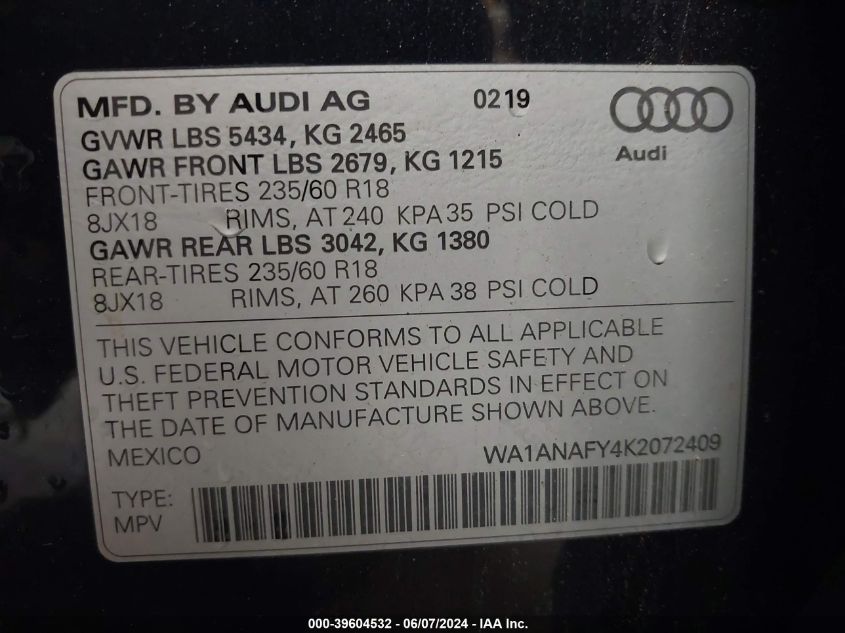 MFD. BY AUDI AG 0219
GVWR LBS 5434, KG 2465
GAWR FRONT LBS 2679, KG 1215
Audi
FRONT-TIRES 235/60 R18
8JX18 RIMS, AT 240 KPA 35 PSI COLD
GAWR REAR LBS 3042, KG 1380
REAR-TIRES 235/60 R18
8JX18 RIMS, AT 260 KPA 38 PSI COLD
THIS VEHICLE CONFORMS TO ALL APPLICABLE
U.S. FEDERAL MOTOR VEHICLE SAFETY AND
THEFT PREVENTION STANDARDS IN EFFECT ON
THE DATE OF MANUFACTURE SHOWN ABOVE.
MEXICO WA1ANAFY4K2072409
TYPE:
MPV
000-39604532 - 06/07/2024 - IAA Inc.